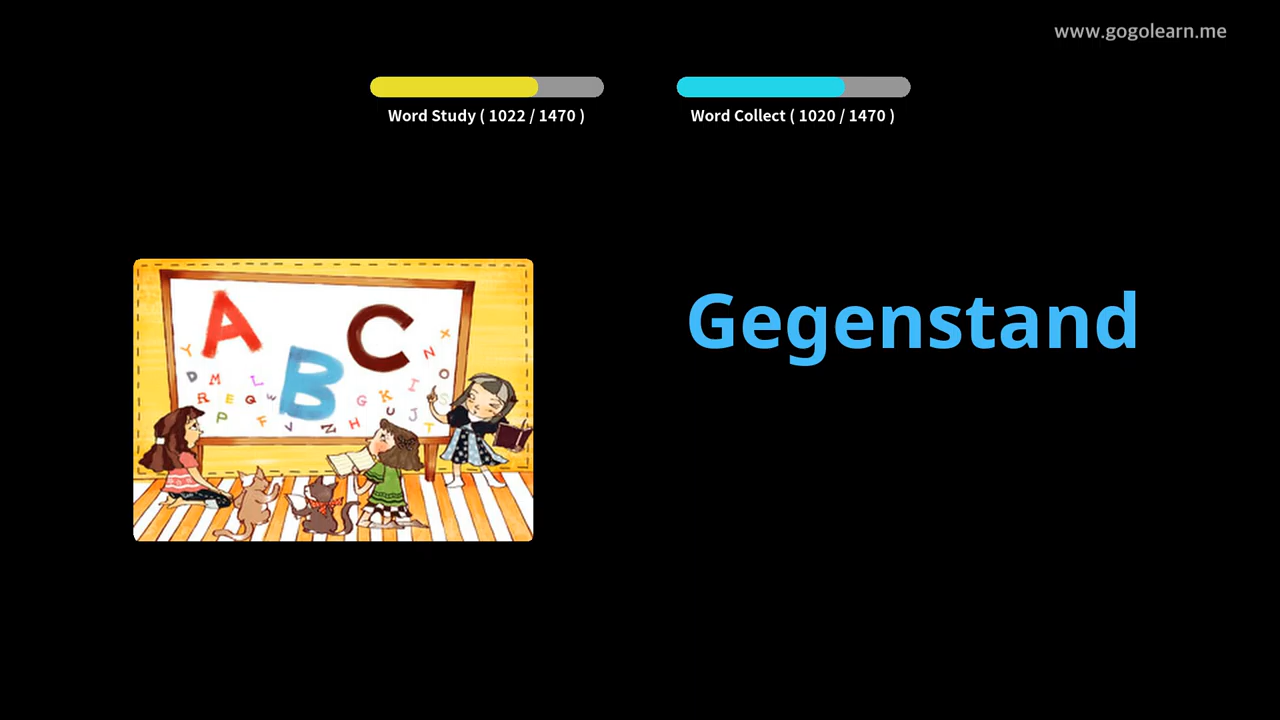 www.gogolearn.me
Word Study ( 1022 / 1470 )
Word Collect ( 1020 / 1470 )
Gegenstand
A
B
C
X
Y
N
D
M
L
O
R
E
Q
W
G
K
I
S
P
F
V
Z
H
U
J
T